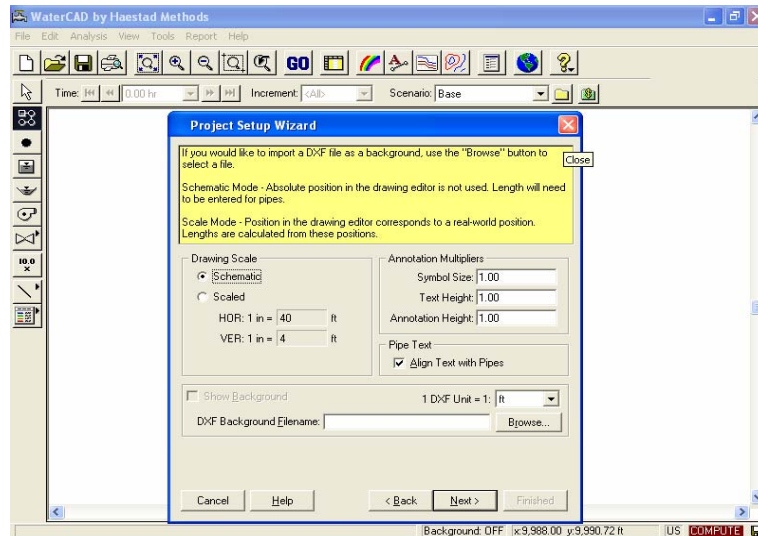 WaterCAD by Haestad Methods
File Edit Analysis View Tools Report Help
GO
Time: 0.00 hr Increment: <All> Scenario: Base
Project Setup Wizard
Close
If you would like to import a DXF file as a background, use the "Browse" button to
select a file.
Schematic Mode - Absolute position in the drawing editor is not used. Length will need
to be entered for pipes.
Scale Mode - Position in the drawing editor corresponds to a real-world position.
Lengths are calculated from these positions.
Drawing Scale
Schematic
Scaled
HOR: 1 in = 40 ft
VER: 1 in = 4 ft
Annotation Multipliers
Symbol Size: 1.00
Text Height: 1.00
Annotation Height: 1.00
Pipe Text
Align Text with Pipes
Show Background
1 DXF Unit = 1: ft
DXF Background Filename:
Browse...
Cancel Help < Back Next > Finished
10.0
Background: OFF x:9,988.00 y:9,990.72 ft US COMPUTE